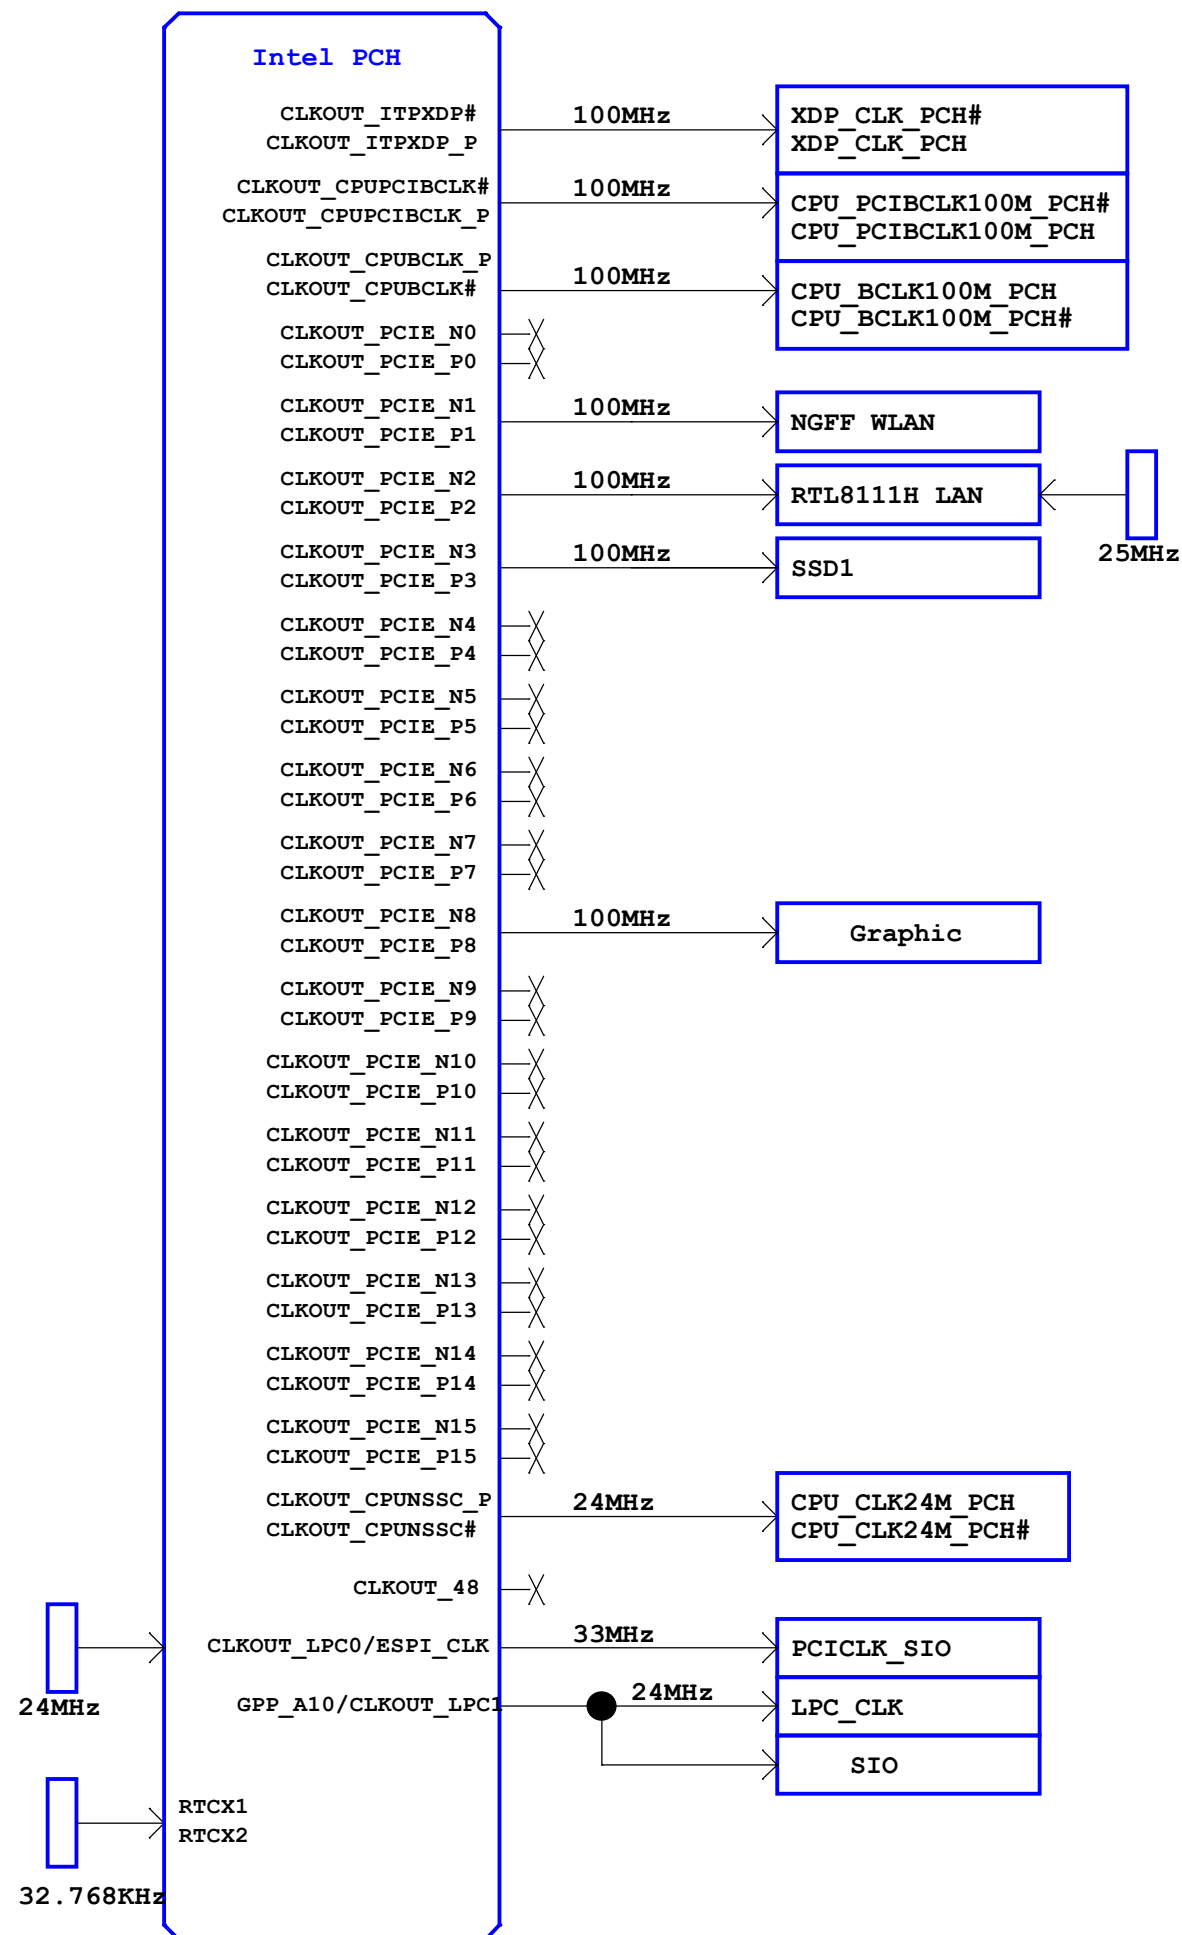 Intel PCH
CLKOUT_ITPXDP#
CLKOUT_ITPXDP_P
100MHz
XDP_CLK_PCH#
XDP_CLK_PCH
CLKOUT_CPUPCIBCLK#
CLKOUT_CPUPCIBCLK_P
100MHz
CPU_PCIBCLK100M_PCH#
CPU_PCIBCLK100M_PCH
CLKOUT_CPUBCLK_P
CLKOUT_CPUBCLK#
100MHz
CPU_BCLK100M_PCH
CPU_BCLK100M_PCH#
CLKOUT_PCIE_N0
CLKOUT_PCIE_P0
CLKOUT_PCIE_N1
CLKOUT_PCIE_P1
100MHz
NGFF WLAN
CLKOUT_PCIE_N2
CLKOUT_PCIE_P2
100MHz
RTL8111H LAN
25MHz
CLKOUT_PCIE_N3
CLKOUT_PCIE_P3
100MHz
SSD1
CLKOUT_PCIE_N4
CLKOUT_PCIE_P4
CLKOUT_PCIE_N5
CLKOUT_PCIE_P5
CLKOUT_PCIE_N6
CLKOUT_PCIE_P6
CLKOUT_PCIE_N7
CLKOUT_PCIE_P7
CLKOUT_PCIE_N8
CLKOUT_PCIE_P8
100MHz
Graphic
CLKOUT_PCIE_N9
CLKOUT_PCIE_P9
CLKOUT_PCIE_N10
CLKOUT_PCIE_P10
CLKOUT_PCIE_N11
CLKOUT_PCIE_P11
CLKOUT_PCIE_N12
CLKOUT_PCIE_P12
CLKOUT_PCIE_N13
CLKOUT_PCIE_P13
CLKOUT_PCIE_N14
CLKOUT_PCIE_P14
CLKOUT_PCIE_N15
CLKOUT_PCIE_P15
CLKOUT_CPUNSSC_P
CLKOUT_CPUNSSC#
24MHz
CPU_CLK24M_PCH
CPU_CLK24M_PCH#
CLKOUT_48
24MHz
CLKOUT_LPC0/ESPI_CLK
33MHz
PCICLK_SIO
GPP_A10/CLKOUT_LPC1
24MHz
LPC_CLK
SIO
RTCX1
RTCX2
32.768KHz